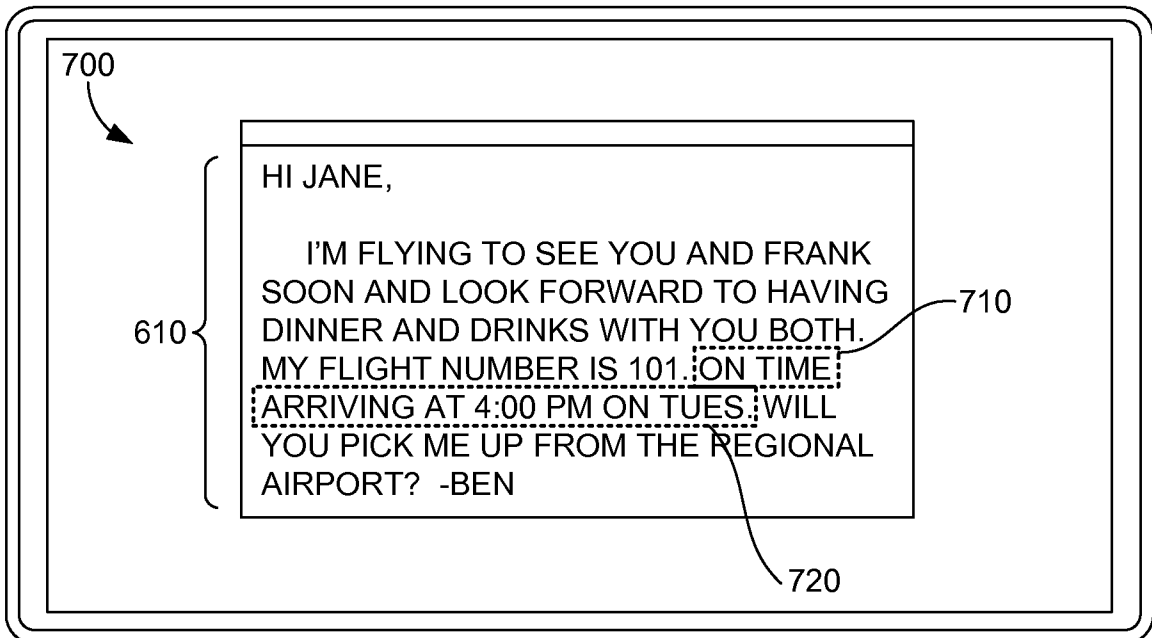 700
HI JANE,
I'M FLYING TO SEE YOU AND FRANK
SOON AND LOOK FORWARD TO HAVING
710
DINNER AND DRINKS WITH YOU BOTH.
610
MY FLIGHT NUMBER IS 101. ON TIME
ARRIVING AT 4:00 PM ON TUES. WILL
YOU PICK ME UP FROM THE REGIONAL
AIRPORT? -BEN
720